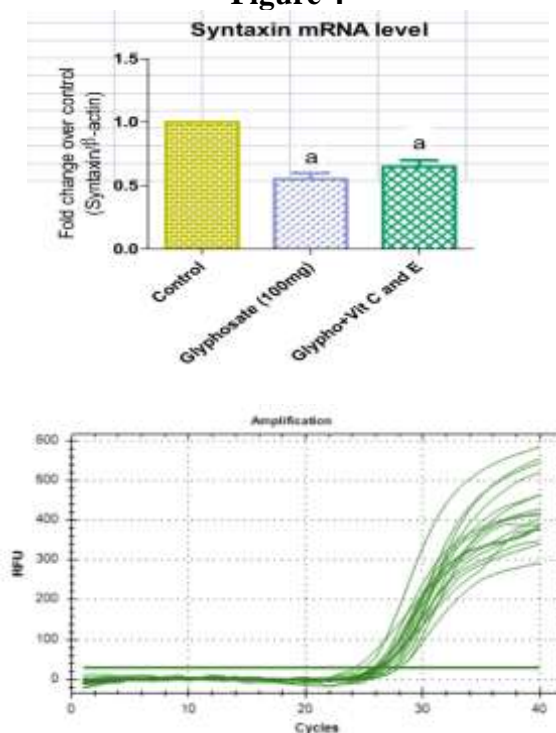 Figure 4
Syntaxin mRNA level
Fold change over control
(Syntaxin/β-actin)
1.5
1.0
0.5
0.0
a
a
Control
Glyphosate (100mg)
Glypho+Vit C and E
Amplification
RFU
600
500
400
300
200
100
0
0
10
20
30
40
Cycles